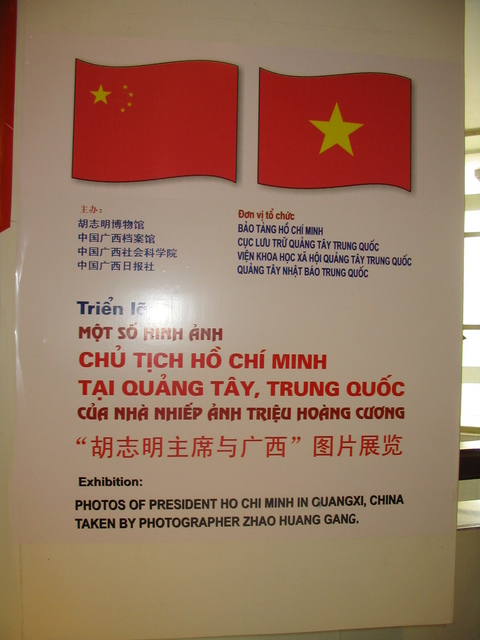 主办：
胡志明博物馆
中国广西档案馆
中国广西社会科学院
中国广西日报社
Đơn vị tổ chức
BẢO TÀNG HỒ CHÍ MINH
CỤC LƯU TRỮ QUẢNG TÂY TRUNG QUỐC
VIỆN KHOA HỌC XÃ HỘI QUẢNG TÂY TRUNG QUỐC
QUẢNG TÂY NHẬT BÁO TRUNG QUỐC
Triển lã
MỘT SỐ HÌNH ẢNH
CHỦ TỊCH HỒ CHÍ MINH
TẠI QUẢNG TÂY, TRUNG QUỐC
CỦA NHÀ NHIẾP ẢNH TRIỆU HOÀNG CƯƠNG
“胡志明主席与广西”图片展览
Exhibition:
PHOTOS OF PRESIDENT HO CHI MINH IN GUANGXI, CHINA
TAKEN BY PHOTOGRAPHER ZHAO HUANG GANG.